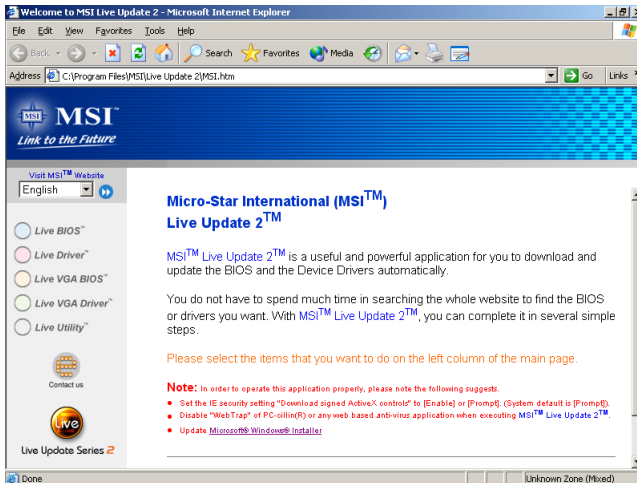 Welcome to MSI Live Update 2 - Microsoft Internet Explorer
File Edit View Favorites Tools Help
Back Search Favorites Media
Address C:\Program Files\MSI\Live Update 2\MSI.htm Go Links
MSI MSI™
Link to the Future
Visit MSI™ Website
English
Live BIOS™
Live Driver™
Live VGA BIOS™
Live VGA Driver™
Live Utility™
Contact us
Live
Live Update Series 2
Micro-Star International (MSI™)
Live Update 2™
MSI™ Live Update 2™ is a useful and powerful application for you to download and
update the BIOS and the Device Drivers automatically.
You do not have to spend much time in searching the whole website to find the BIOS
or drivers you want. With MSI™ Live Update 2™, you can complete it in several simple
steps.
Please select the items that you want to do on the left column of the main page.
Note: In order to operate this application properly, please note the following suggests.
Set the IE security setting "Download signed ActiveX controls" to [Enable] or [Prompt]. (System default is [Prompt]).
Disable "WebTrap" of PC-cillin(R) or any web based anti-virus application when executing MSI™ Live Update 2™.
Update Microsoft® Windows® Installer
Done Unknown Zone (Mixed)